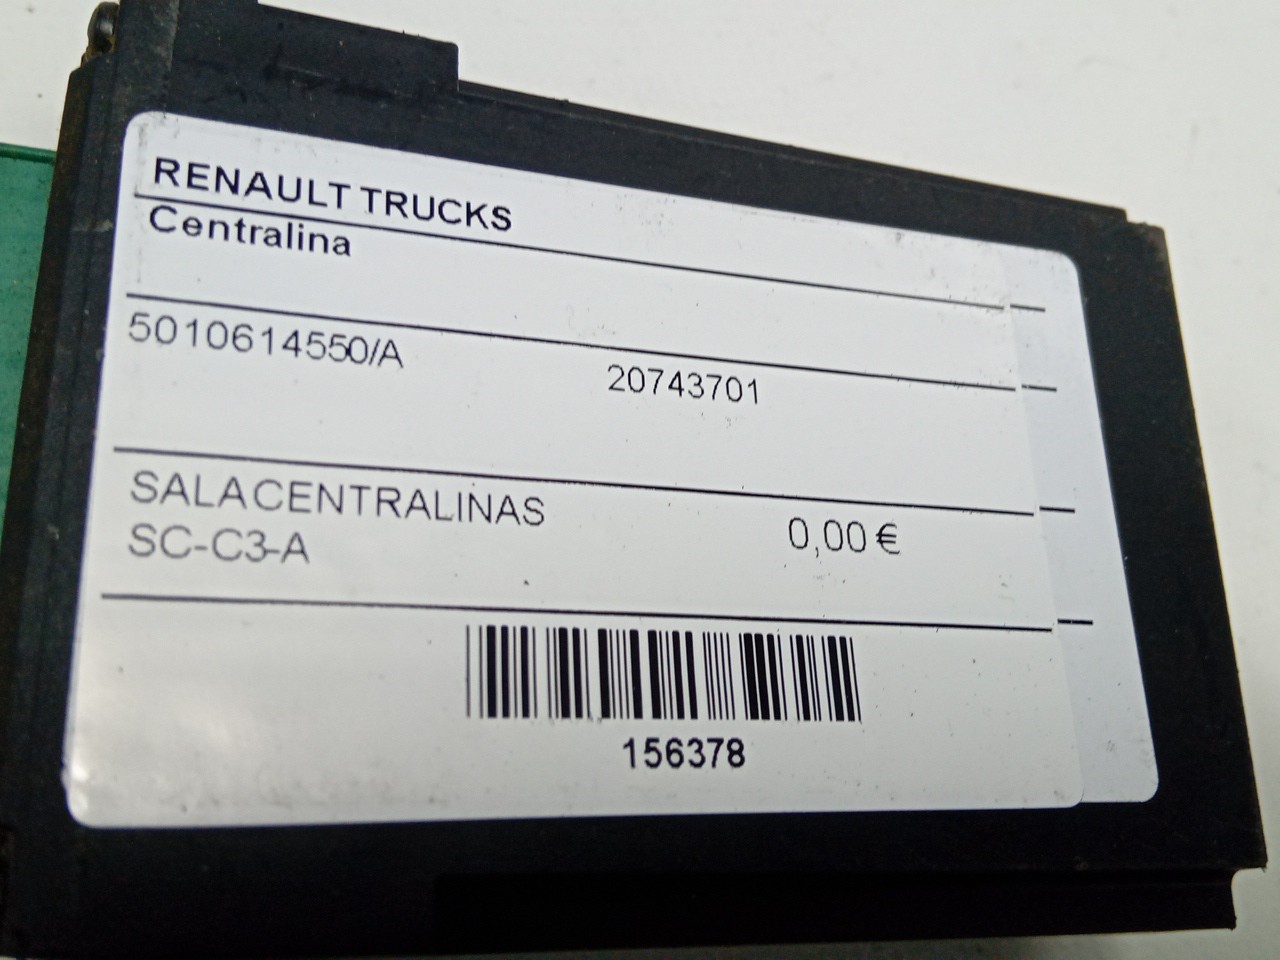 RENAULT TRUCKS
Centralina
5010614550/A 20743701
SALACENTRALINAS
SC-C3-A 0,00 €
156378